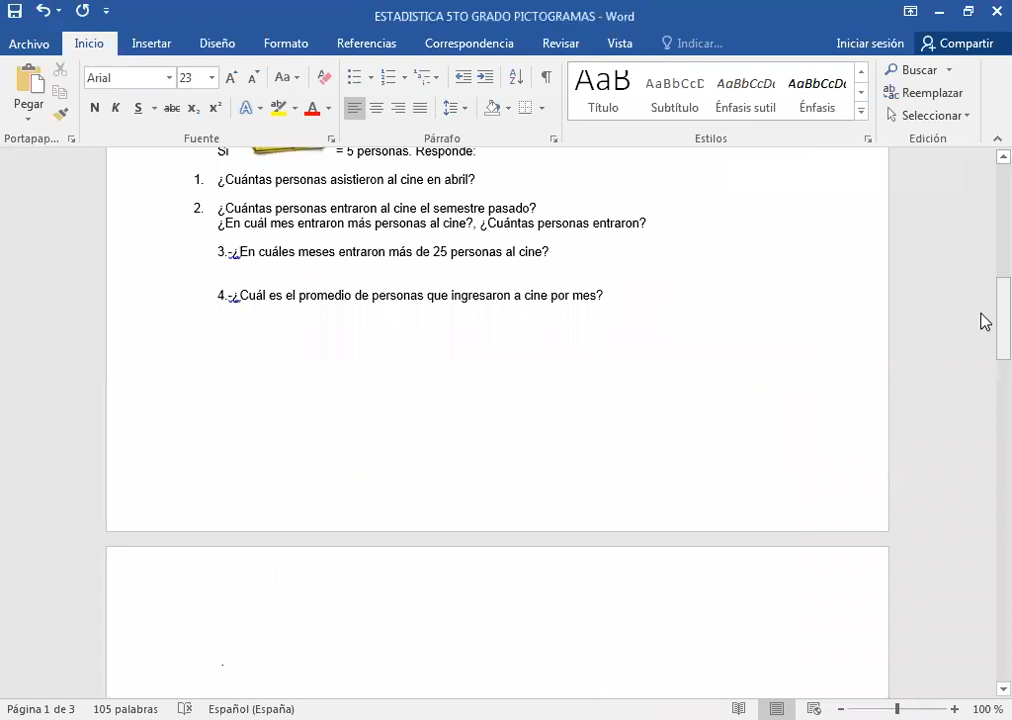 ESTADISTICA 5TO GRADO PICTOGRAMAS - Word
Archivo Inicio Insertar Diseño Formato Referencias Correspondencia Revisar Vista Indicar... Iniciar sesión Compartir
Arial 23 Aa AaB AaBbCcD AaBbCcDc AaBbCcDc Buscar
Pegar N K S abc x₂ x² A A Título Subtítulo Énfasis sutil Énfasis Reemplazar
Seleccionar
Portapap... Fuente Párrafo Estilos Edición
Si = 5 personas. Responde:
1. ¿Cuántas personas asistieron al cine en abril?
2. ¿Cuántas personas entraron al cine el semestre pasado?
¿En cuál mes entraron más personas al cine?, ¿Cuántas personas entraron?
3.-¿En cuáles meses entraron más de 25 personas al cine?
4.-¿Cuál es el promedio de personas que ingresaron a cine por mes?
.
Página 1 de 3 105 palabras Español (España) 100 %